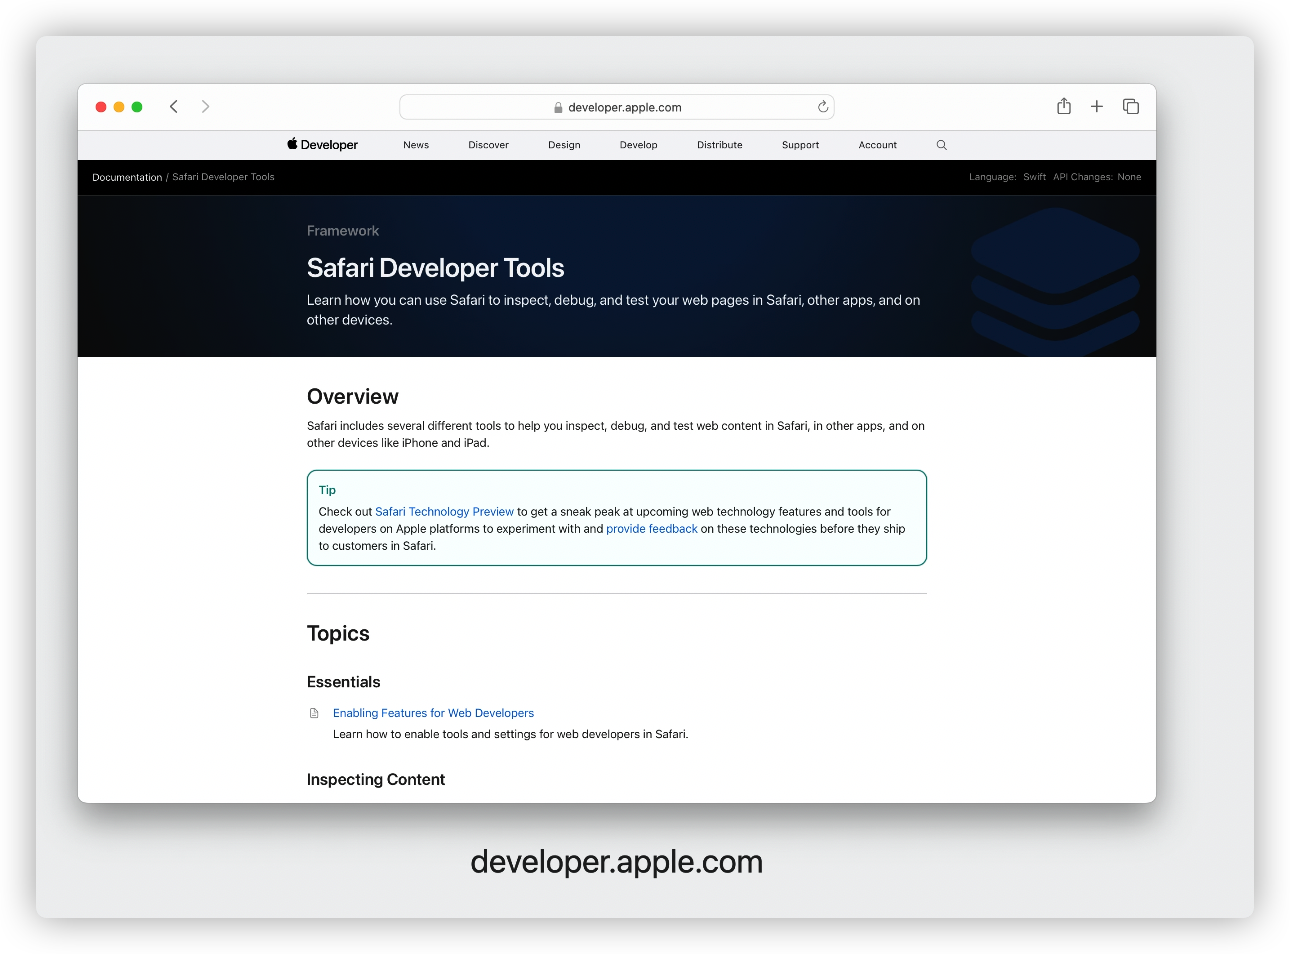 developer.apple.com
Developer News Discover Design Develop Distribute Support Account
Documentation / Safari Developer Tools Language: Swift API Changes: None
Framework
Safari Developer Tools
Learn how you can use Safari to inspect, debug, and test your web pages in Safari, other apps, and on
other devices.
Overview
Safari includes several different tools to help you inspect, debug, and test web content in Safari, in other apps, and on
other devices like iPhone and iPad.
Tip
Check out Safari Technology Preview to get a sneak peak at upcoming web technology features and tools for
developers on Apple platforms to experiment with and provide feedback on these technologies before they ship
to customers in Safari.
Topics
Essentials
Enabling Features for Web Developers
Learn how to enable tools and settings for web developers in Safari.
Inspecting Content
developer.apple.com